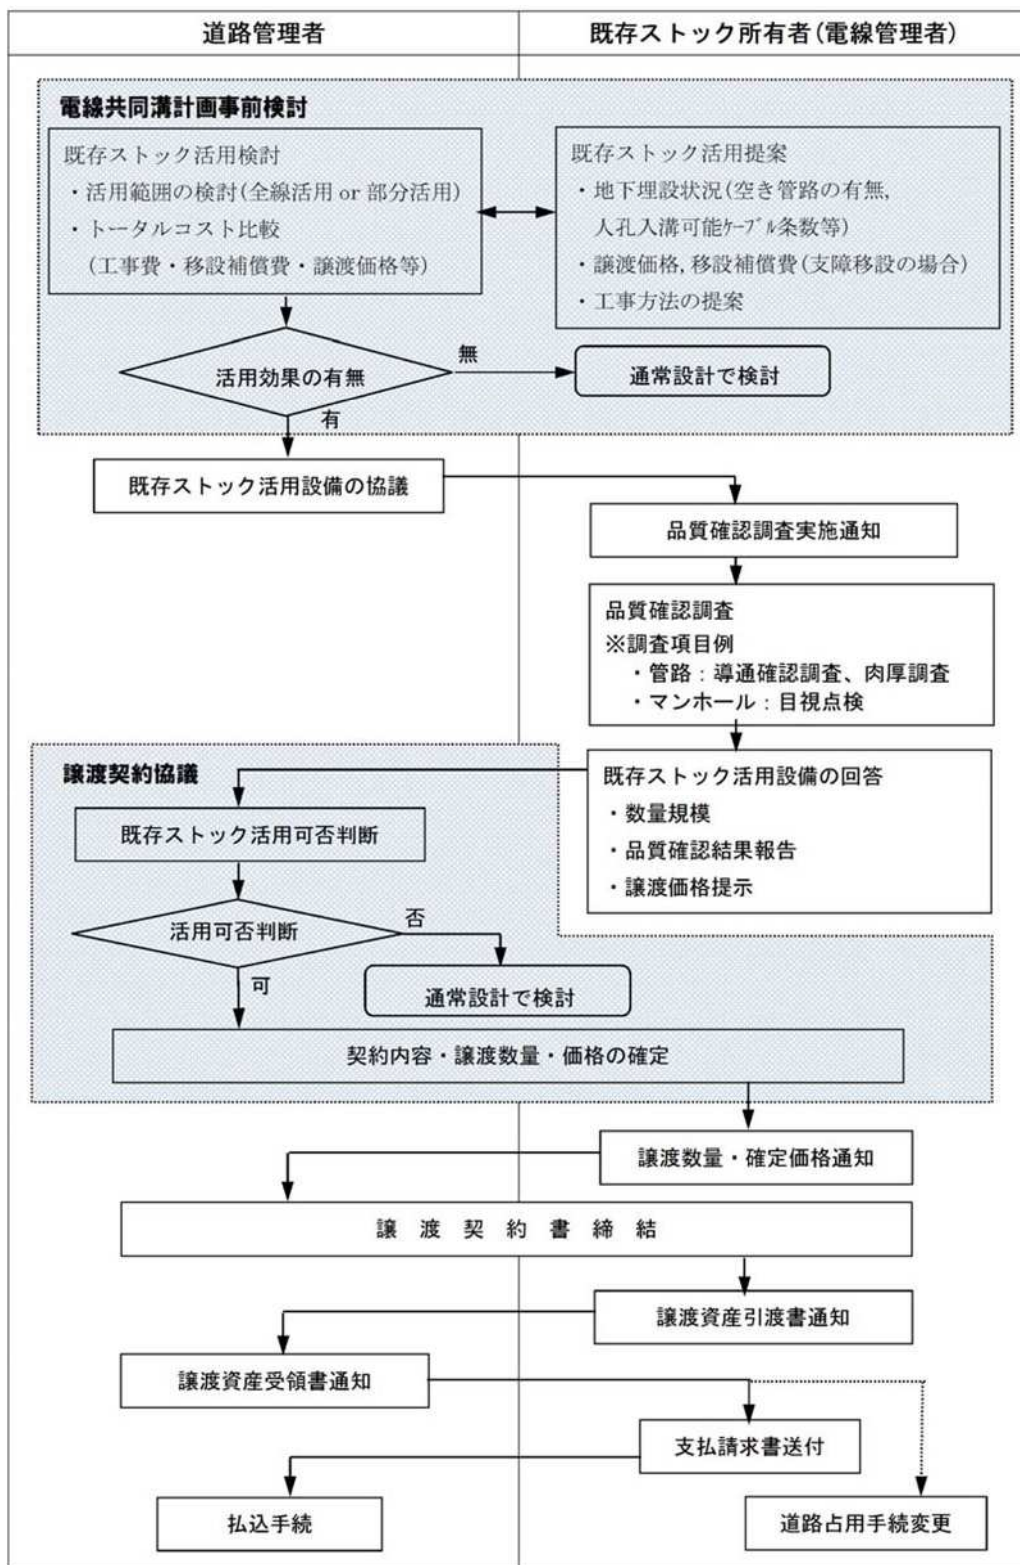 道路管理者
既存ストック所有者(電線管理者)
電線共同溝計画事前検討
既存ストック活用検討
・活用範囲の検討(全線活用 or 部分活用)
・トータルコスト比較
(工事費・移設補償費・譲渡価格等)
既存ストック活用提案
・地下埋設状況(空き管路の有無,
人孔入溝可能ｹｰﾌﾞﾙ条数等)
・譲渡価格,移設補償費(支障移設の場合)
・工事方法の提案
活用効果の有無
無
通常設計で検討
有
既存ストック活用設備の協議
品質確認調査実施通知
品質確認調査
※調査項目例
・管路：導通確認調査、肉厚調査
・マンホール：目視点検
譲渡契約協議
既存ストック活用設備の回答
・数量規模
・品質確認結果報告
・譲渡価格提示
既存ストック活用可否判断
活用可否判断
否
通常設計で検討
可
契約内容・譲渡数量・価格の確定
譲渡数量・確定価格通知
譲渡契約書締結
譲渡資産引渡書通知
譲渡資産受領書通知
支払請求書送付
払込手続
道路占用手続変更